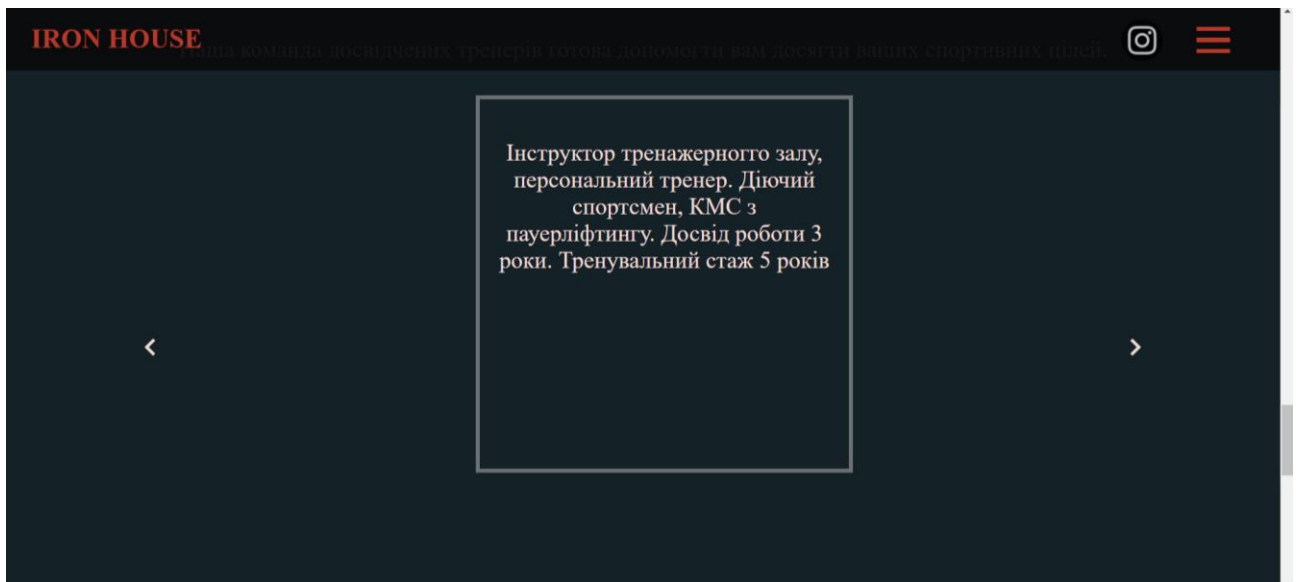 IRON HOUSE
Наша команда досвідчених тренерів готова допомогти вам досягти ваших спортивних цілей.
Інструктор тренажерногго залу,
персональний тренер. Діючий
спортсмен, КМС з
пауерліфтингу. Досвід роботи 3
роки. Тренувальний стаж 5 років